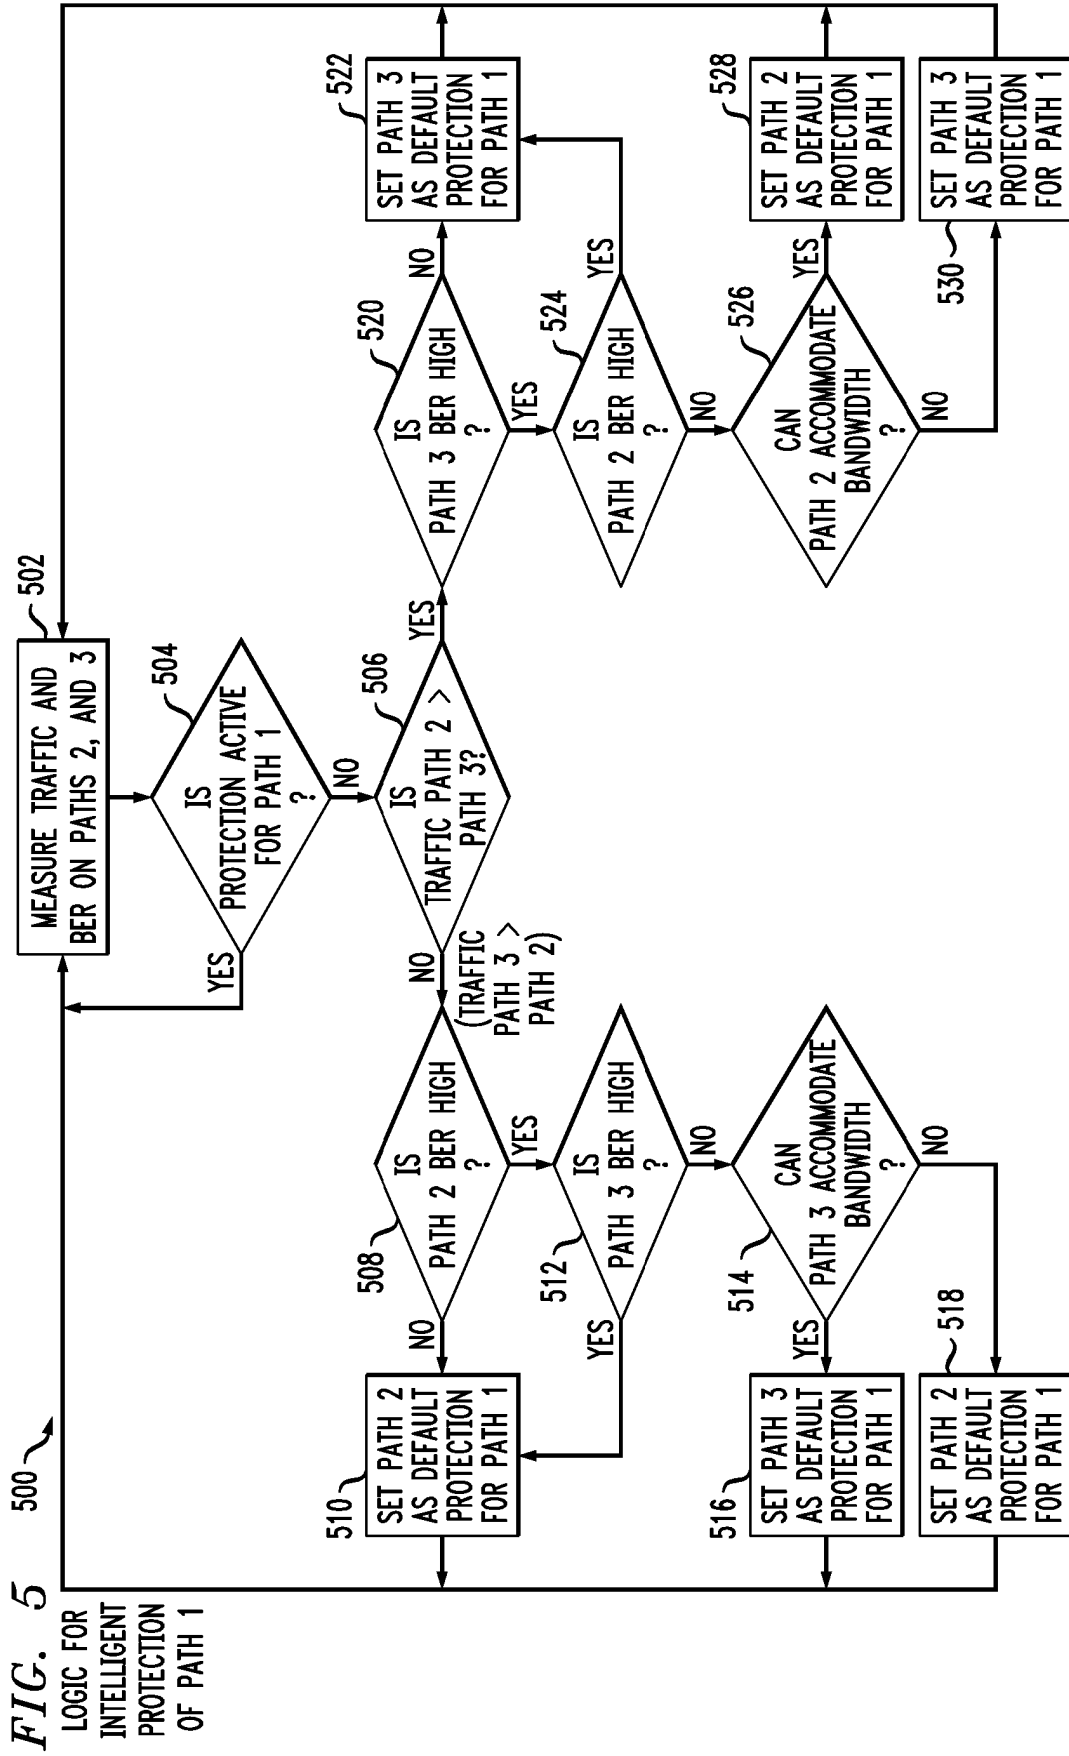 FIG. 5
LOGIC FOR
INTELLIGENT
PROTECTION
OF PATH 1
500
502
MEASURE TRAFFIC AND
BER ON PATHS 2, AND 3
504
IS
PROTECTION ACTIVE
FOR PATH 1
?
YES
NO
506
IS
TRAFFIC PATH 2 >
PATH 3?
NO
(TRAFFIC
PATH 3 >
PATH 2)
YES
508
IS
PATH 2 BER HIGH
?
NO
YES
510
SET PATH 2
AS DEFAULT
PROTECTION
FOR PATH 1
512
IS
PATH 3 BER HIGH
?
YES
NO
514
CAN
PATH 3 ACCOMMODATE
BANDWIDTH
?
YES
NO
516
SET PATH 3
AS DEFAULT
PROTECTION
FOR PATH 1
518
SET PATH 2
AS DEFAULT
PROTECTION
FOR PATH 1
520
IS
PATH 3 BER HIGH
?
NO
YES
522
SET PATH 3
AS DEFAULT
PROTECTION
FOR PATH 1
524
IS
PATH 2 BER HIGH
?
YES
NO
526
CAN
PATH 2 ACCOMMODATE
BANDWIDTH
?
YES
NO
528
SET PATH 2
AS DEFAULT
PROTECTION
FOR PATH 1
530
SET PATH 3
AS DEFAULT
PROTECTION
FOR PATH 1